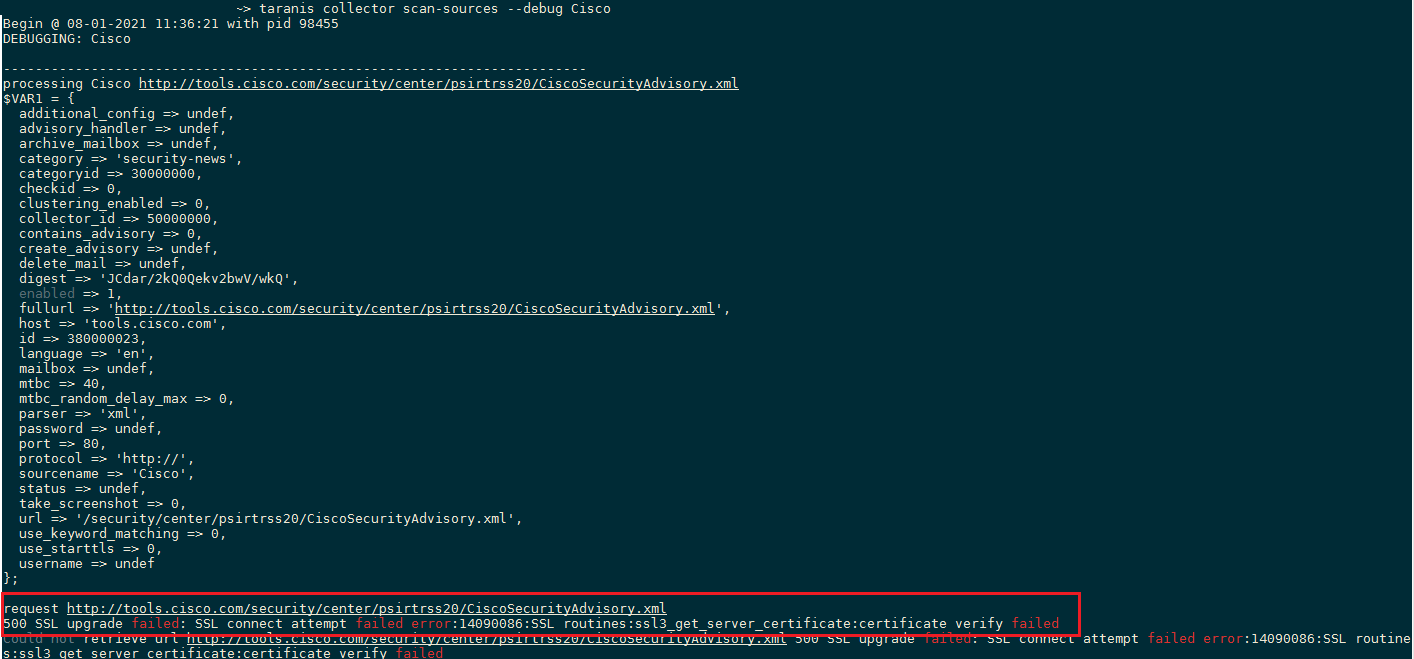 ~> taranis collector scan-sources --debug Cisco
Begin @ 08-01-2021 11:36:21 with pid 98455
DEBUGGING: Cisco
-------------------------------------------------------------------------
processing Cisco http://tools.cisco.com/security/center/psirtrss20/CiscoSecurityAdvisory.xml
$VAR1 = {
  additional_config => undef,
  advisory_handler => undef,
  archive_mailbox => undef,
  category => 'security-news',
  categoryid => 30000000,
  checkid => 0,
  clustering_enabled => 0,
  collector_id => 50000000,
  contains_advisory => 0,
  create_advisory => undef,
  delete_mail => undef,
  digest => 'JCdar/2kQ0Qekv2bwV/wkQ',
  enabled => 1,
  fullurl => 'http://tools.cisco.com/security/center/psirtrss20/CiscoSecurityAdvisory.xml',
  host => 'tools.cisco.com',
  id => 380000023,
  language => 'en',
  mailbox => undef,
  mtbc => 40,
  mtbc_random_delay_max => 0,
  parser => 'xml',
  password => undef,
  port => 80,
  protocol => 'http://',
  sourcename => 'Cisco',
  status => undef,
  take_screenshot => 0,
  url => '/security/center/psirtrss20/CiscoSecurityAdvisory.xml',
  use_keyword_matching => 0,
  use_starttls => 0,
  username => undef
};
request http://tools.cisco.com/security/center/psirtrss20/CiscoSecurityAdvisory.xml
500 SSL upgrade failed: SSL connect attempt failed error:14090086:SSL routines:ssl3_get_server_certificate:certificate verify failed
could not retrieve url http://tools.cisco.com/security/center/psirtrss20/CiscoSecurityAdvisory.xml 500 SSL upgrade failed: SSL connect attempt failed error:14090086:SSL routine
s:ssl3_get_server_certificate:certificate verify failed